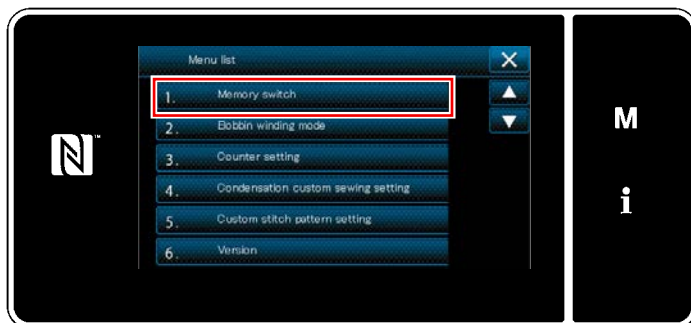 Menu list
1. Memory switch
2. Bobbin winding mode
3. Counter setting
4. Condensation custom sewing setting
5. Custom stitch pattern setting
6. Version
N
M
i